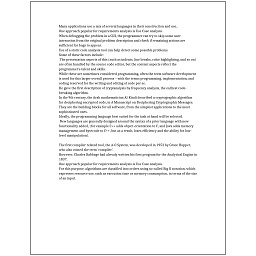 Many applications use a mix of several languages in their construction and use.
One approach popular for requirements analysis is Use Case analysis.
When debugging the problem in a GUI, the programmer can try to skip some user
interaction from the original problem description and check if remaining actions are
sufficient for bugs to appear.
Use of a static code analysis tool can help detect some possible problems.
Some of these factors include:
The presentation aspects of this (such as indents, line breaks, color highlighting, and so on)
are often handled by the source code editor, but the content aspects reflect the
programmer's talent and skills.
While these are sometimes considered programming, often the term software development
is used for this larger overall process – with the terms programming, implementation, and
coding reserved for the writing and editing of code per se.
He gave the first description of cryptanalysis by frequency analysis, the earliest code-
breaking algorithm.
In the 9th century, the Arab mathematician Al-Kindi described a cryptographic algorithm
for deciphering encrypted code, in A Manuscript on Deciphering Cryptographic Messages.
They are the building blocks for all software, from the simplest applications to the most
sophisticated ones.
Ideally, the programming language best suited for the task at hand will be selected.
New languages are generally designed around the syntax of a prior language with new
functionality added, (for example C++ adds object-orientation to C, and Java adds memory
management and bytecode to C++, but as a result, loses efficiency and the ability for low-
level manipulation).
The first compiler related tool, the A-0 System, was developed in 1952 by Grace Hopper,
who also coined the term 'compiler'.
However, Charles Babbage had already written his first program for the Analytical Engine in
1837.
One approach popular for requirements analysis is Use Case analysis.
For this purpose, algorithms are classified into orders using so-called Big O notation, which
expresses resource use, such as execution time or memory consumption, in terms of the size
of an input.